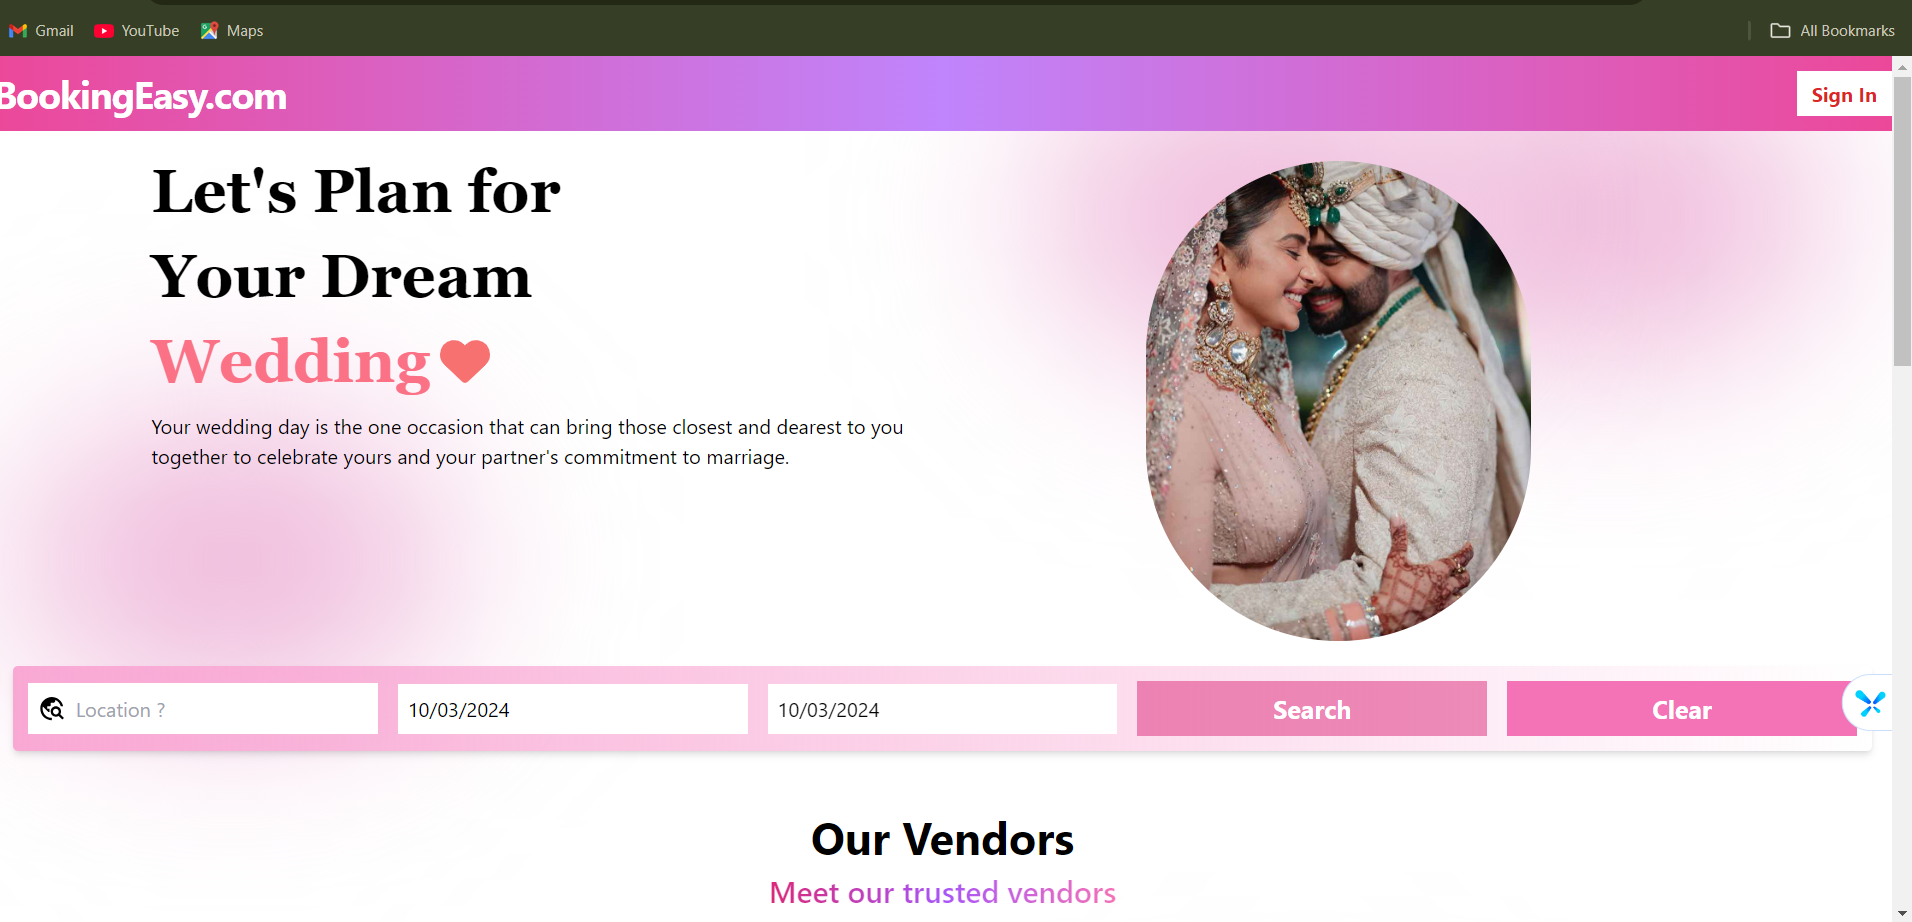 Gmail YouTube Maps All Bookmarks
BookingEasy.com Sign In
Let's Plan for
Your Dream
Wedding
Your wedding day is the one occasion that can bring those closest and dearest to you
together to celebrate yours and your partner's commitment to marriage.
Location ? 10/03/2024 10/03/2024 Search Clear
Our Vendors
Meet our trusted vendors